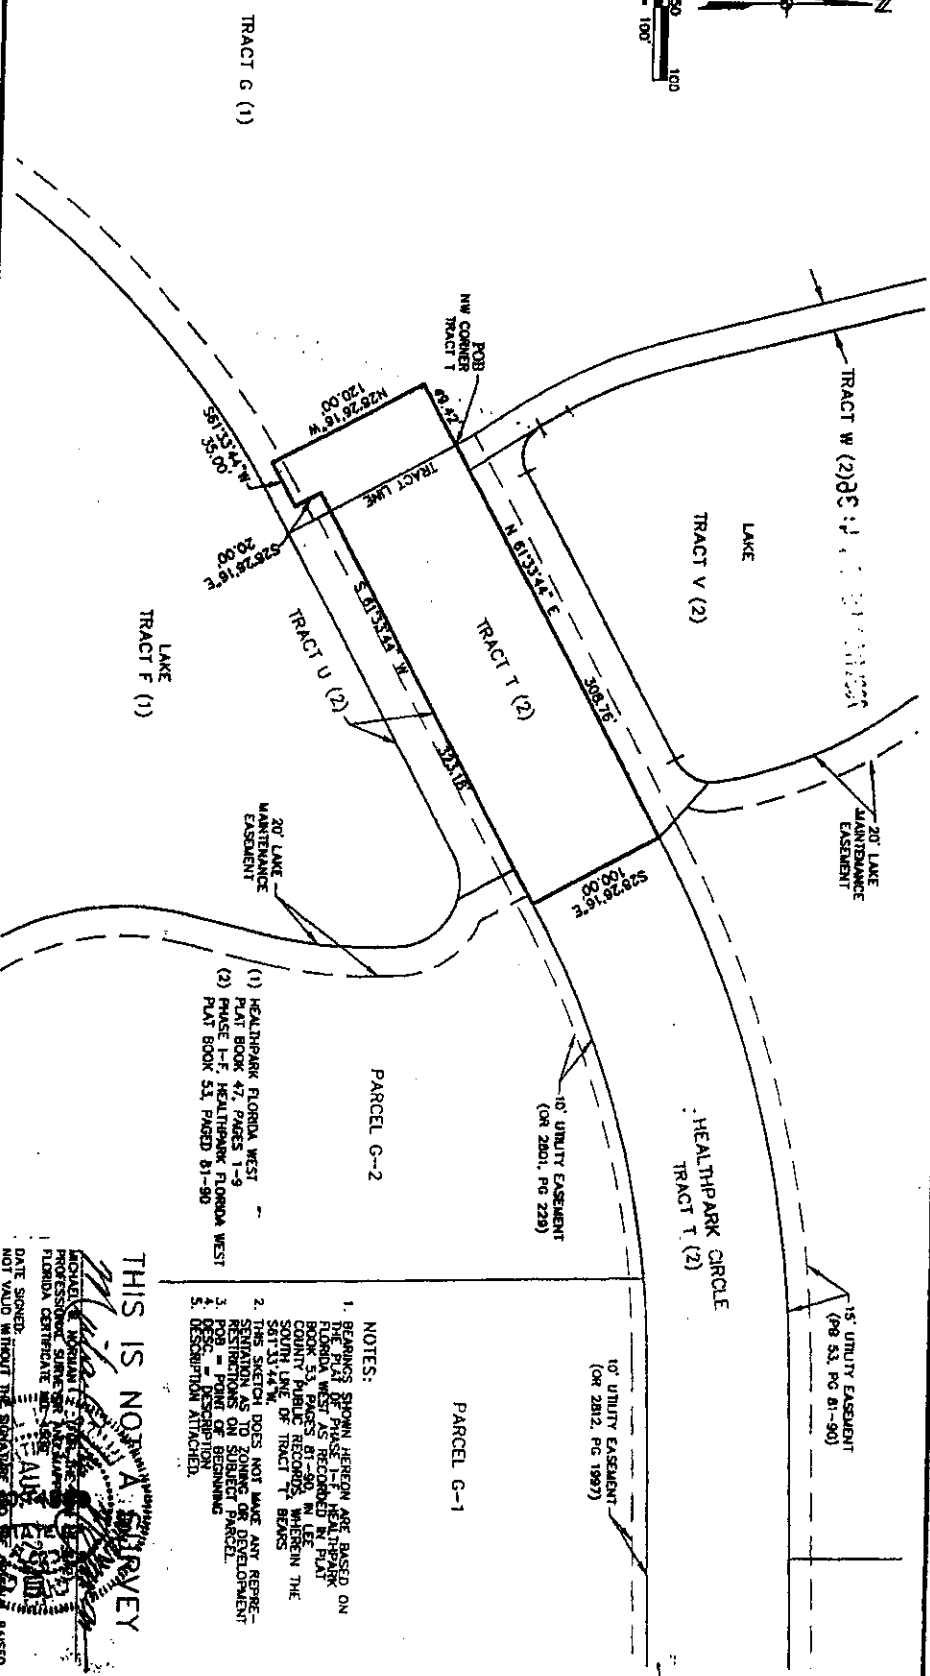 N
50
100
100'
TRACT G (1)
TRACT W (2)
LAKE
TRACT V (2)
20' LAKE
MAINTENANCE
EASEMENT
POB
NW CORNER
TRACT T
49.42'
N28°26'16"W
120.00'
TRACT LINE
S61°33'44"W
35.00'
S28°26'16"E
20.00'
N 61°33'44" E
308.76'
TRACT T (2)
S 61°33'44" W
323.18'
S28°26'16"E
100.00'
TRACT U (2)
LAKE
TRACT F (1)
20' LAKE
MAINTENANCE
EASEMENT
HEALTHPARK CIRCLE
TRACT T (2)
15' UTILITY EASEMENT
(PB 53, PG 81-90)
10' UTILITY EASEMENT
(OR 2801, PG 229)
10' UTILITY EASEMENT
(OR 2812, PG 1997)
PARCEL G-2
PARCEL G-1
(1) HEALTHPARK FLORIDA WEST
PLAT BOOK 47, PAGES 1-9
(2) PHASE I-F, HEALTHPARK FLORIDA WEST
PLAT BOOK 53, PAGED 81-90
NOTES:
1. BEARINGS SHOWN HEREON ARE BASED ON
THE PLAT OF PHASE I-F, HEALTHPARK
FLORIDA WEST AS RECORDED IN PLAT
BOOK 53, PAGES 81-90, IN LEE
COUNTY PUBLIC RECORDS, WHEREIN THE
SOUTH LINE OF TRACT T BEARS
S61°33'44"W.
2. THIS SKETCH DOES NOT MAKE ANY REPRE-
SENTATION AS TO ZONING OR DEVELOPMENT
RESTRICTIONS ON SUBJECT PARCEL.
3. POB = POINT OF BEGINNING
4. DESC. = DESCRIPTION
5. DESCRIPTION ATTACHED.
THIS IS NOT A SURVEY
MICHAEL NORMAN
PROFESSIONAL SURVEYOR AND
FLORIDA CERTIFICATE
DATE SIGNED:
NOT VALID WITHOUT THE SIGNATURE AND RAISED